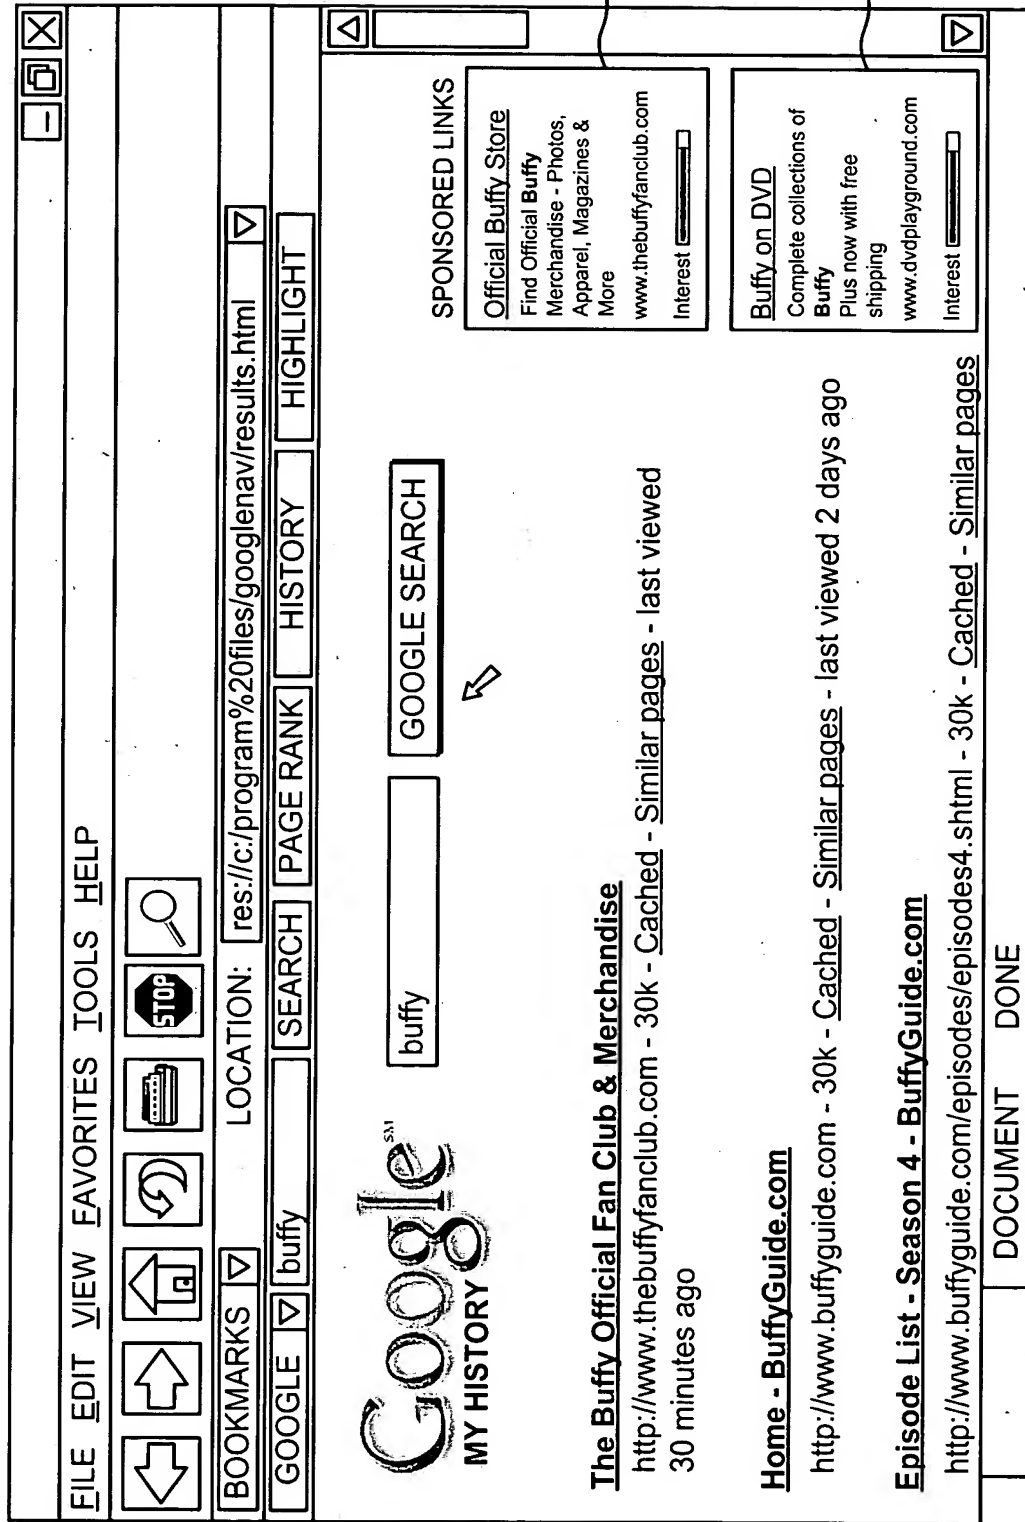 FILE EDIT VIEW FAVORITES TOOLS HELP
STOP
BOOKMARKS LOCATION: res://c:/program%20files/googlenav/results.html
GOOGLE buffy SEARCH PAGE RANK HISTORY HIGHLIGHT
Google SM
MY HISTORY
buffy GOOGLE SEARCH
The Buffy Official Fan Club & Merchandise
http://www.thebuffyfanclub.com - 30k - Cached - Similar pages - last viewed
30 minutes ago
Home - BuffyGuide.com
http://www.buffyguide.com - 30k - Cached - Similar pages - last viewed 2 days ago
Episode List - Season 4 - BuffyGuide.com
http://www.buffyguide.com/episodes/episodes4.shtml - 30k - Cached - Similar pages
SPONSORED LINKS
Official Buffy Store
Find Official Buffy
Merchandise - Photos,
Apparel, Magazines &
More
www.thebuffyfanclub.com
Interest
Buffy on DVD
Complete collections of
Buffy
Plus now with free
shipping
www.dvdplayground.com
Interest
DOCUMENT DONE